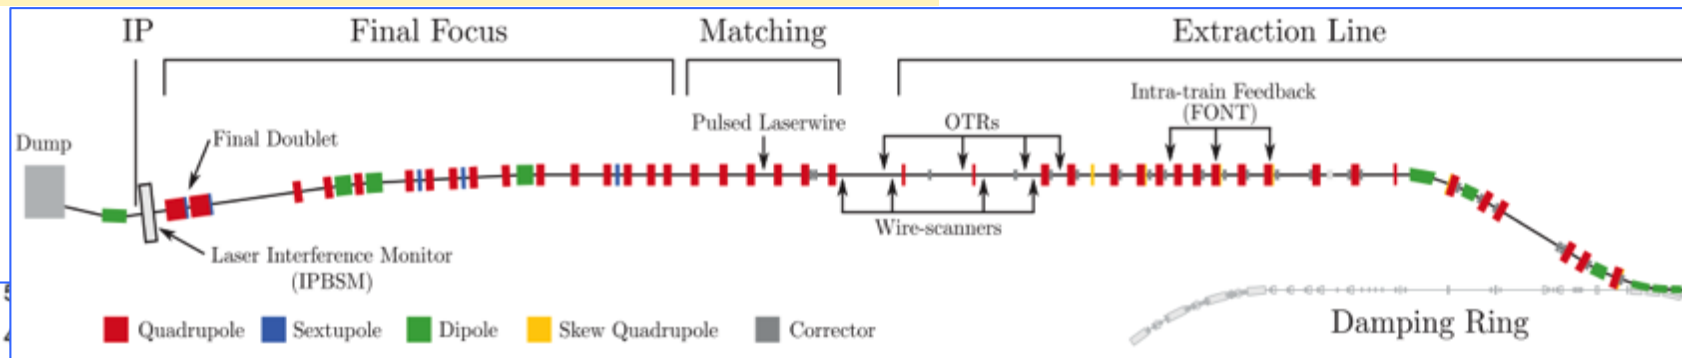 IP
Final Focus
Matching
Extraction Line
Intra-train Feedback
(FONT)
Pulsed Laserwire
OTRs
Dump
Final Doublet
Wire-scanners
Laser Interference Monitor
(IPBSM)
Damping Ring
Quadrupole
Sextupole
Dipole
Skew Quadrupole
Corrector